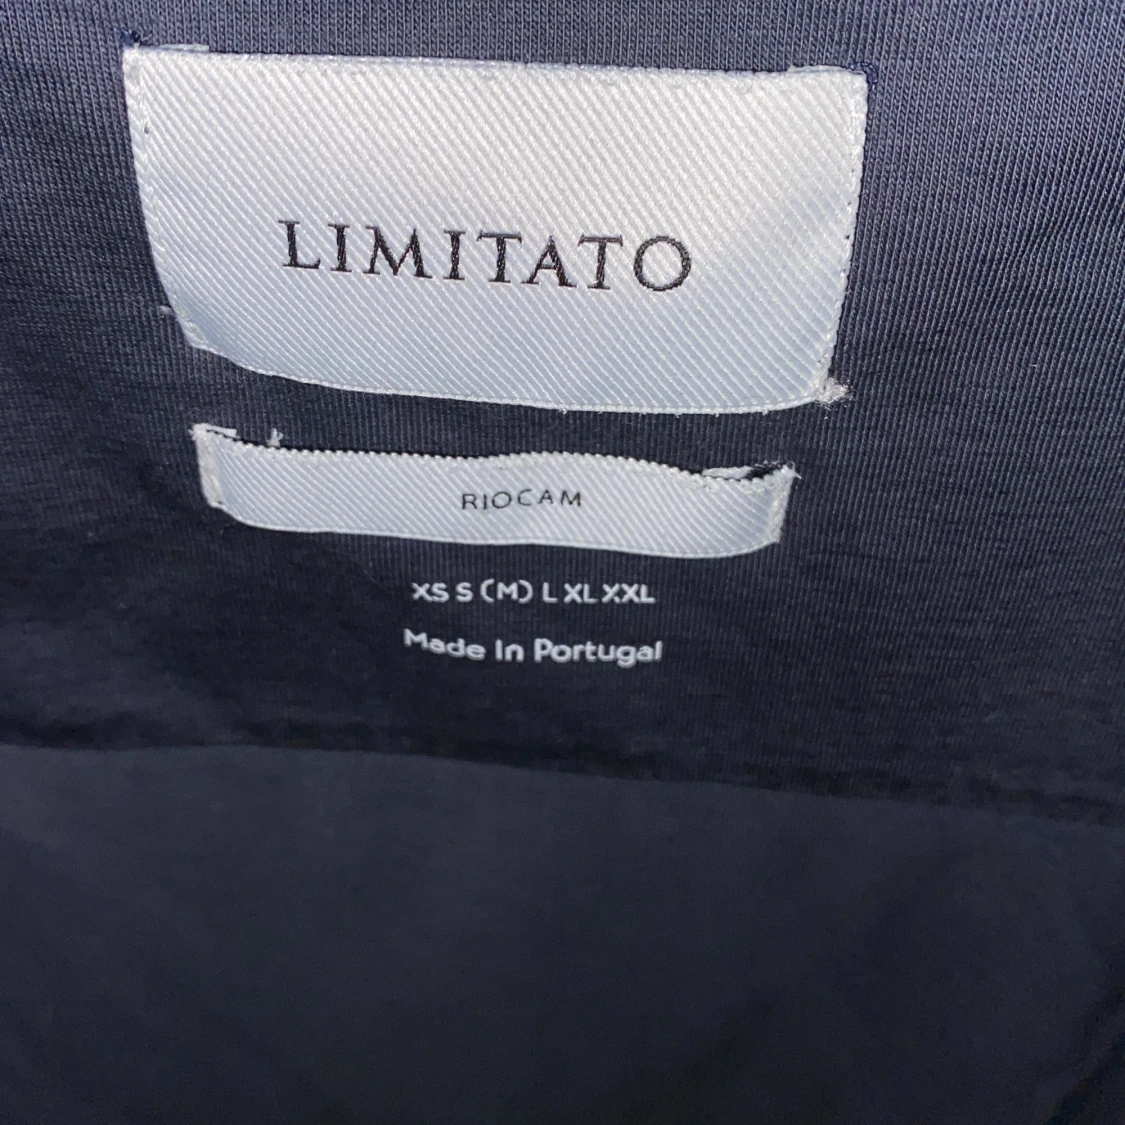 LIMITATO
RIOCAM
XS S (M) L XL XXL
Made In Portugal